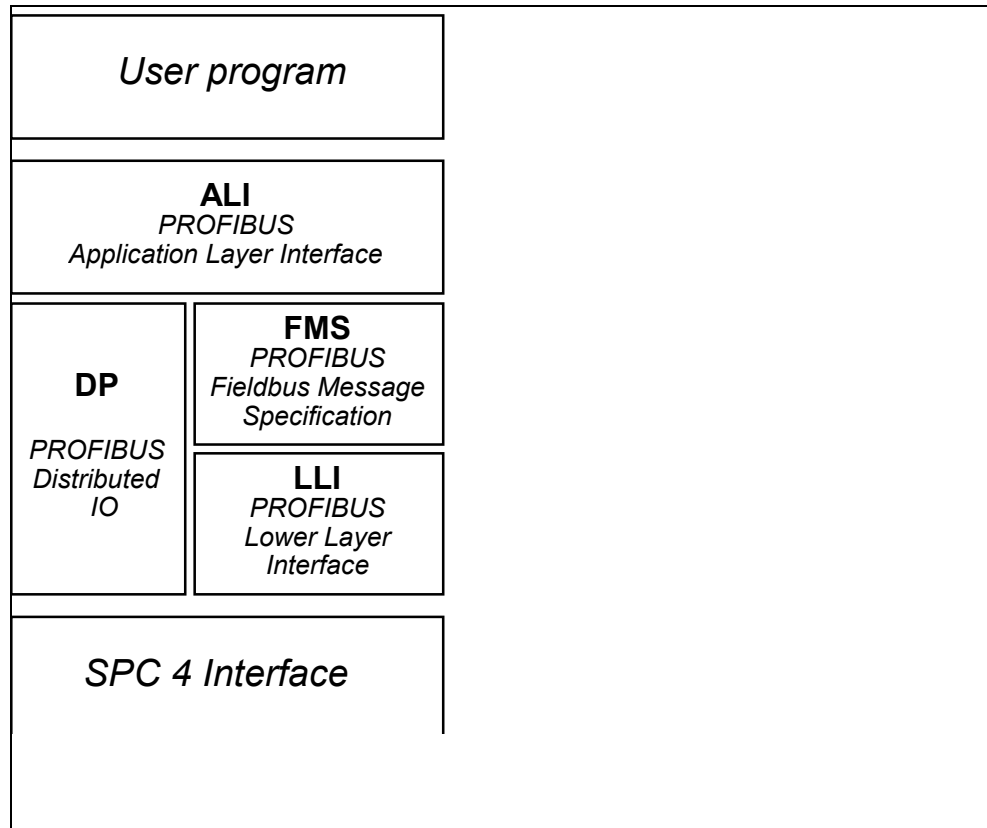 User program
ALI
PROFIBUS
Application Layer Interface
DP
PROFIBUS
Distributed
IO
FMS
PROFIBUS
Fieldbus Message
Specification
LLI
PROFIBUS
Lower Layer
Interface
SPC 4 Interface